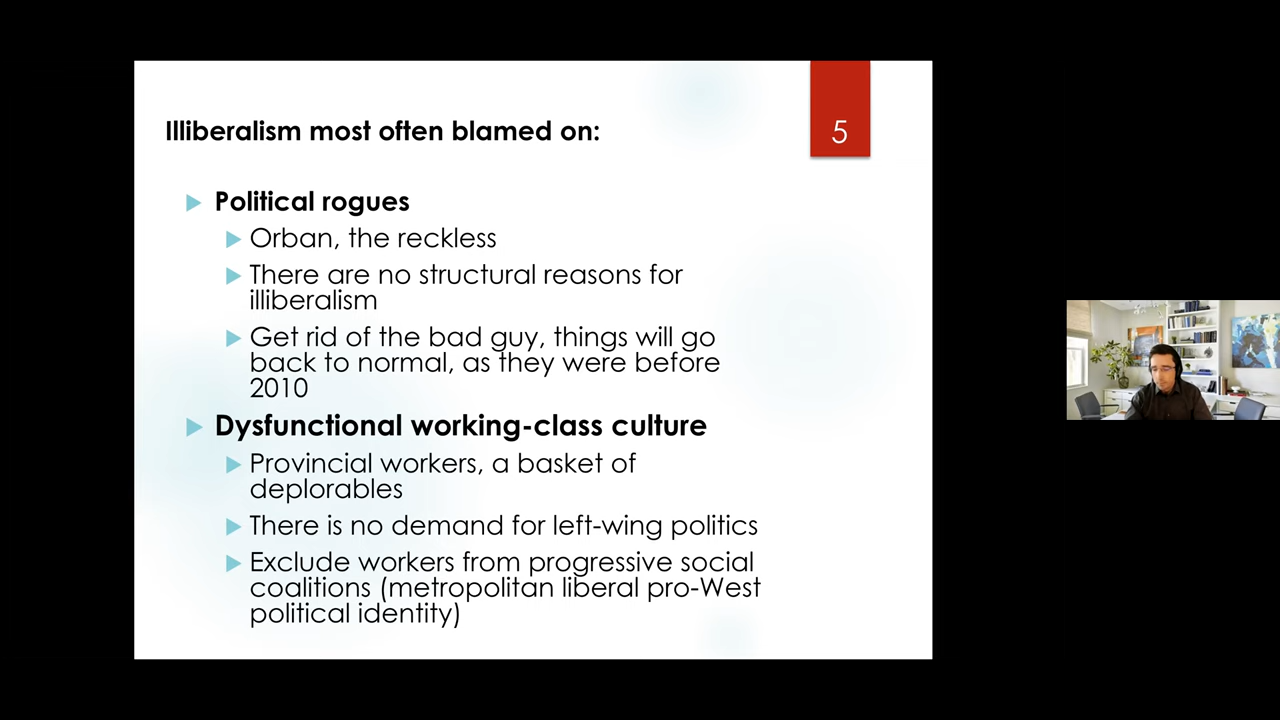 Illiberalism most often blamed on:
5
Political rogues
Orban, the reckless
There are no structural reasons for
illiberalism
Get rid of the bad guy, things will go
back to normal, as they were before
2010
Dysfunctional working-class culture
Provincial workers, a basket of
deplorables
There is no demand for left-wing politics
Exclude workers from progressive social
coalitions (metropolitan liberal pro-West
political identity)